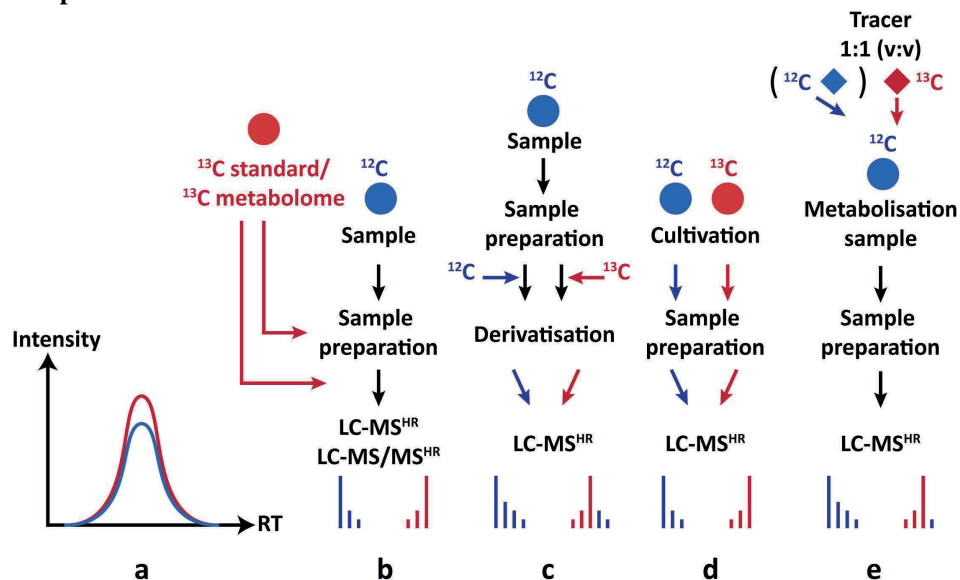 Tracer
1:1 (v:v)
( ¹²C ) ¹³C
¹²C
Metabolisation
sample
Sample
preparation
LC-MSᴴᴿ
e
¹²C
Sample
Sample
preparation
¹²C ¹³C
Derivatisation
LC-MSᴴᴿ
c
¹³C standard/
¹³C metabolome
¹²C
Sample
Sample
preparation
LC-MSᴴᴿ
LC-MS/MSᴴᴿ
b
¹²C ¹³C
Cultivation
Sample
preparation
LC-MSᴴᴿ
d
Intensity
RT
a